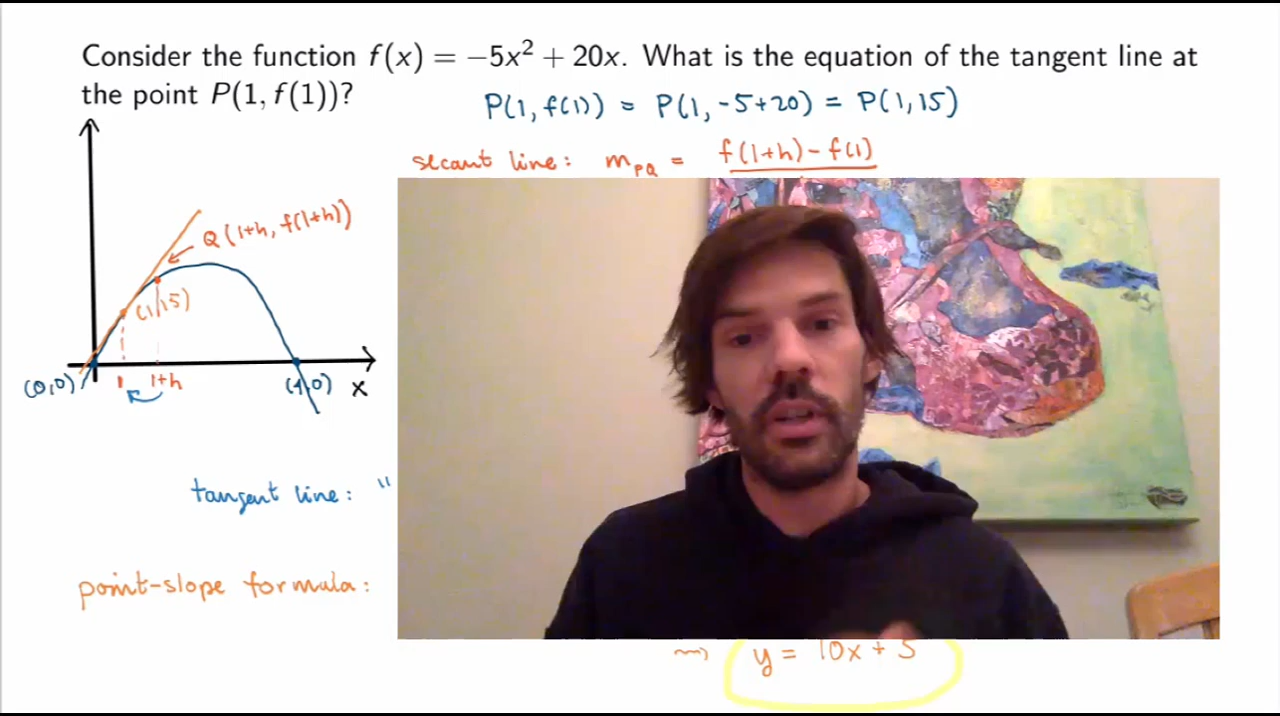 Consider the function f(x) = −5x² + 20x. What is the equation of the tangent line at
the point P(1, f(1))?
P(1, f(1)) = P(1, -5+20) = P(1,15)
secant line: m_PQ = f(1+h) - f(1)
Q(1+h, f(1+h))
(1,15)
(0,0)
1
1+h
(4,0)
x
tangent line: "
point-slope formula:
⇝ y = 10x + 5